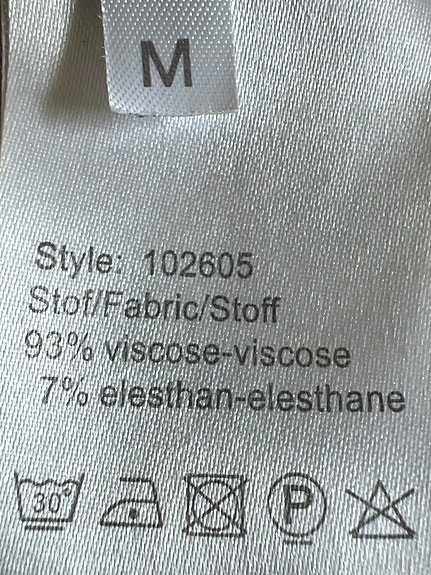 M
Style: 102605
Stof/Fabric/Stoff
93% viscose-viscose
7% elesthan-elesthane
30° P